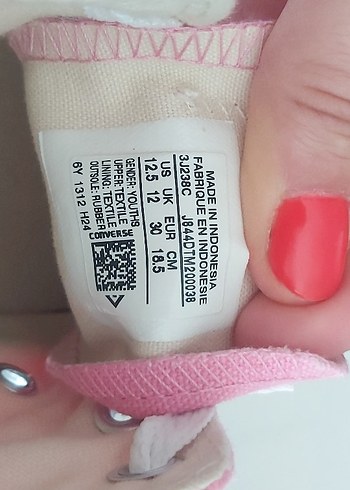 MADE IN INDONESIA
FABRIQUE EN INDONESIE
3J238C J844DTM200038
US UK EUR CM
12.5 12 30 18.5
GENDER: YOUTHS
UPPER: TEXTILE
LINING: TEXTILE
OUTSOLE: RUBBER
6Y 1312 H24
CONVERSE